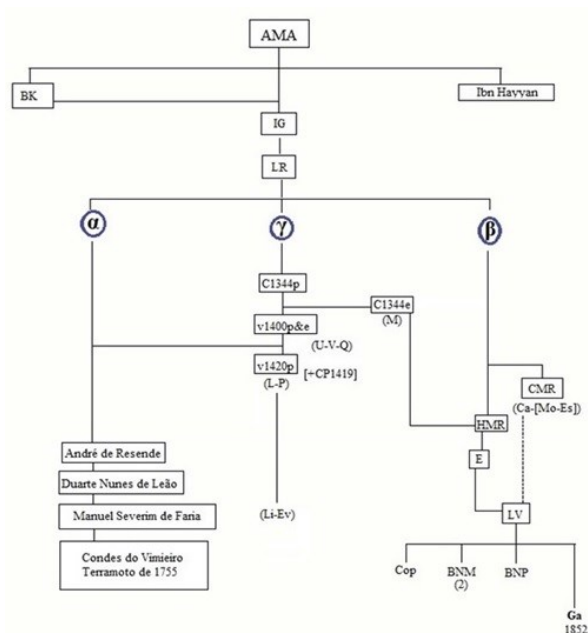 AMA
BK
Ibn Hayyan
IG
LR
α
γ
β
C1344p
C1344e
(M)
v1400p&e
(U-V-Q)
v1420p
[+CP1419]
(L-P)
CMR
(Ca-[Mo-Es])
HMR
André de Resende
E
Duarte Nunes de Leão
Manuel Severim de Faria
(Li-Ev)
LV
Condes do Vimieiro
Terramoto de 1755
Cop
BNM
(2)
BNP
Ga
1852